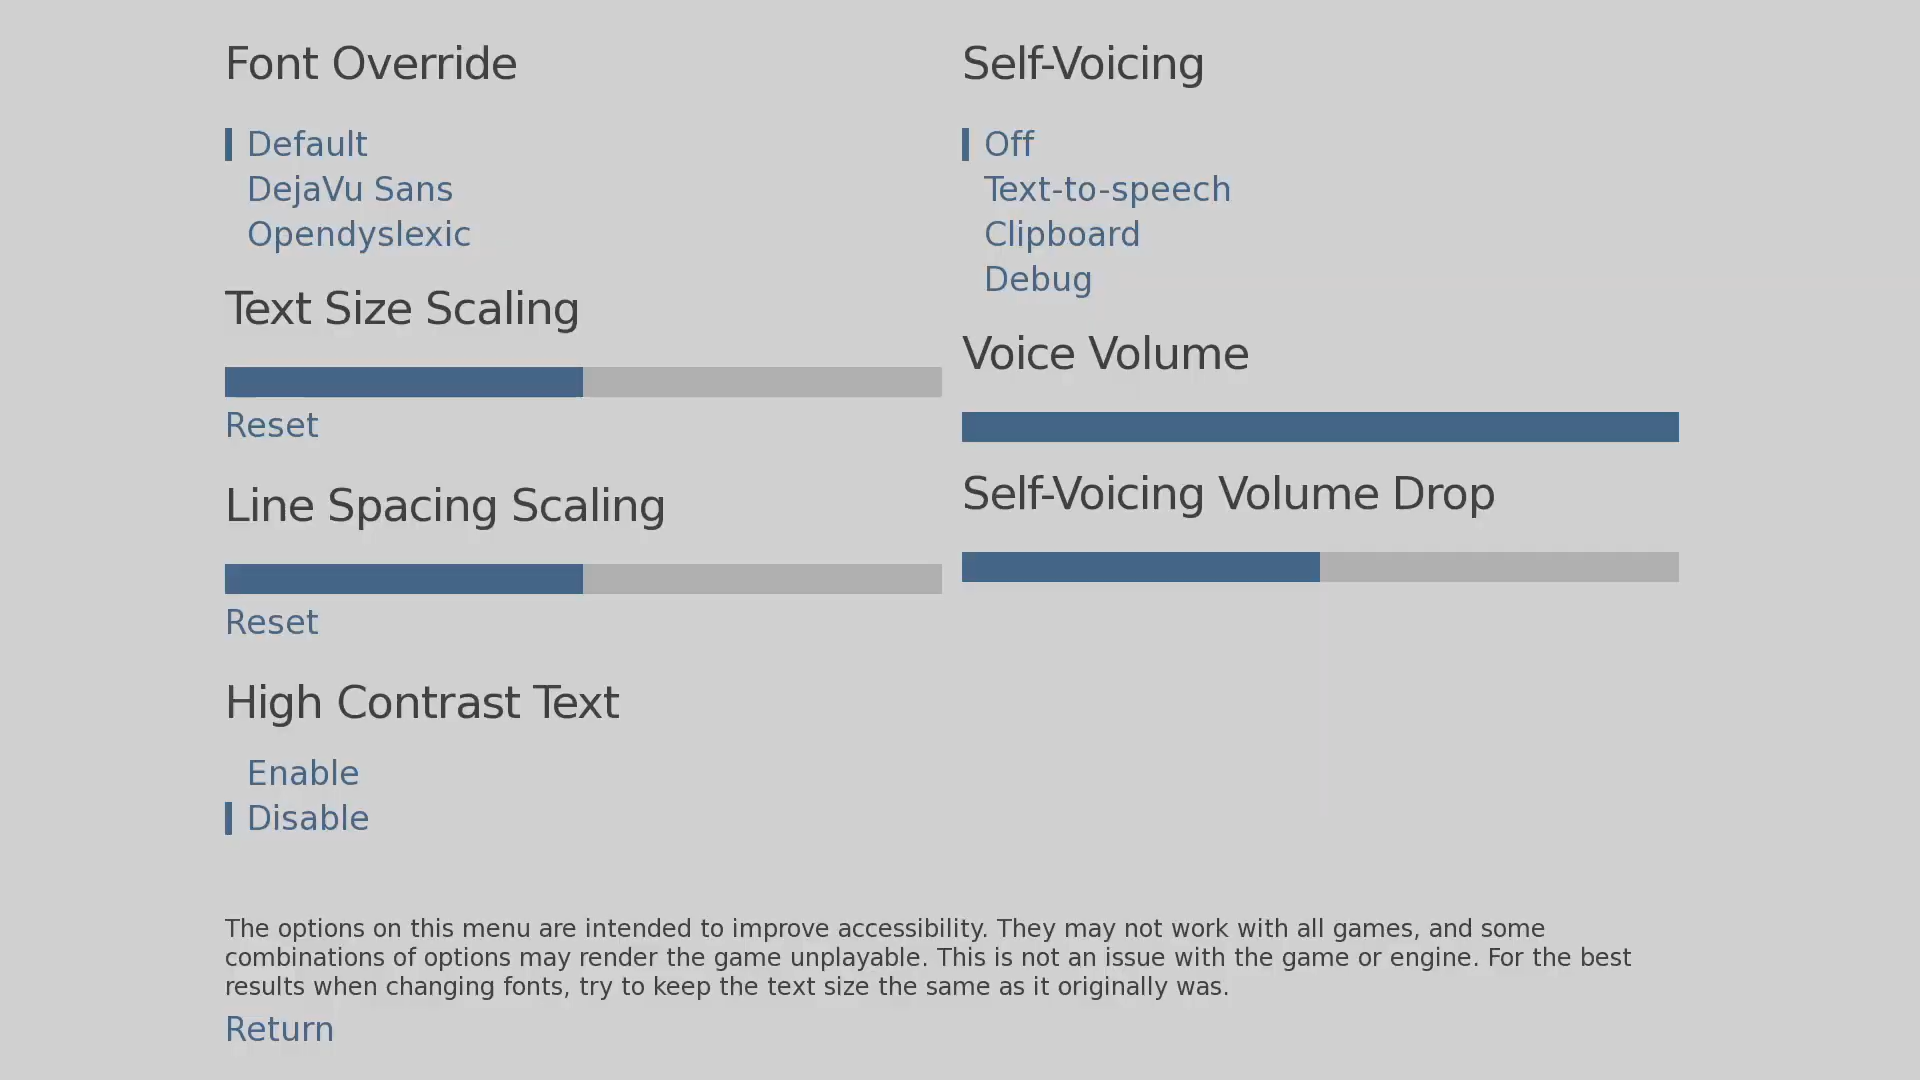 Font Override
Default
DejaVu Sans
Opendyslexic
Text Size Scaling
Reset
Line Spacing Scaling
Reset
High Contrast Text
Enable
Disable
Self-Voicing
Off
Text-to-speech
Clipboard
Debug
Voice Volume
Self-Voicing Volume Drop
The options on this menu are intended to improve accessibility. They may not work with all games, and some
combinations of options may render the game unplayable. This is not an issue with the game or engine. For the best
results when changing fonts, try to keep the text size the same as it originally was.
Return